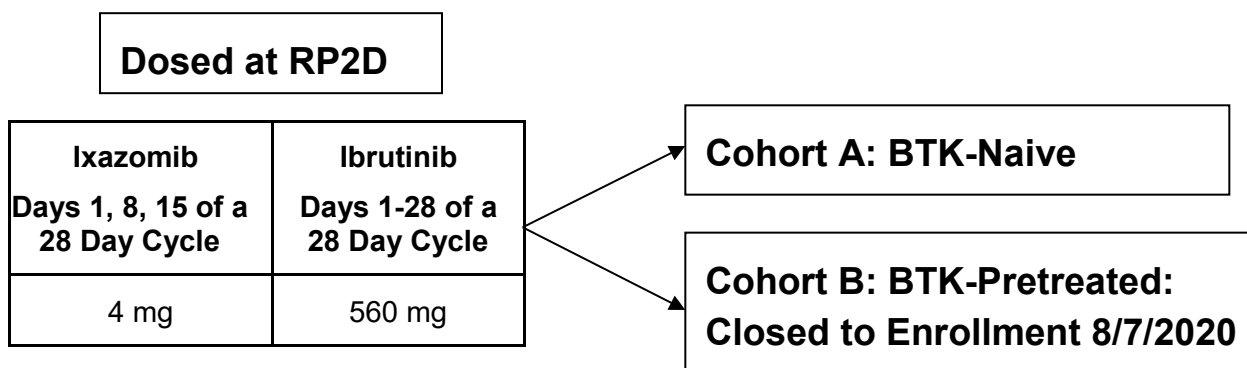 Dosed at RP2D
Ixazomib
Days 1, 8, 15 of a
28 Day Cycle
Ibrutinib
Days 1-28 of a
28 Day Cycle
4 mg
560 mg
Cohort A: BTK-Naive
Cohort B: BTK-Pretreated:
Closed to Enrollment 8/7/2020